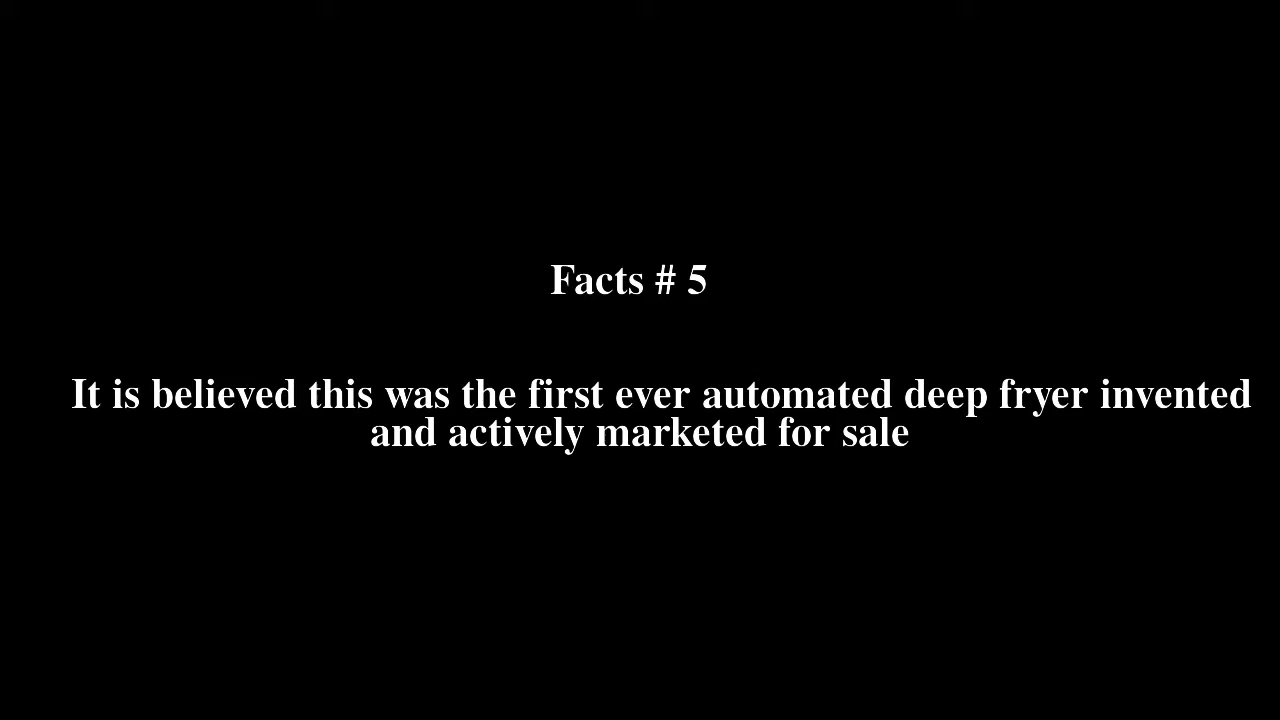 Facts # 5
It is believed this was the first ever automated deep fryer invented
and actively marketed for sale